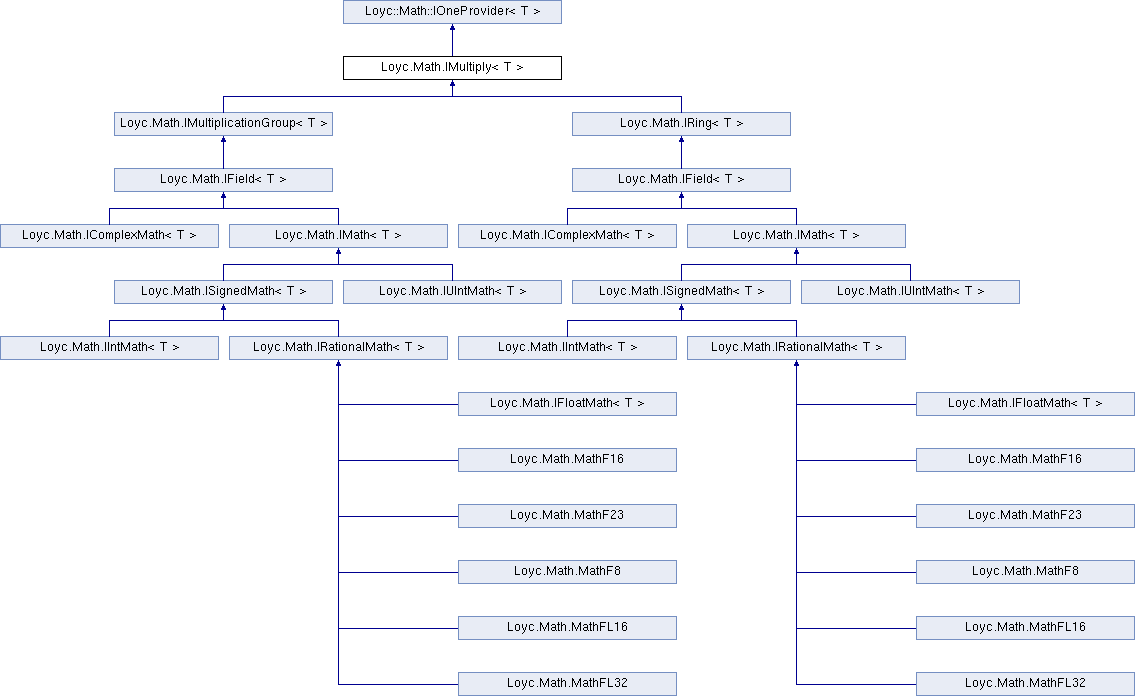 Loyc::Math::IOneProvider< T >
Loyc.Math.IMultiply< T >
Loyc.Math.IMultiplicationGroup< T >
Loyc.Math.IRing< T >
Loyc.Math.IField< T >
Loyc.Math.IField< T >
Loyc.Math.IComplexMath< T >
Loyc.Math.IMath< T >
Loyc.Math.IComplexMath< T >
Loyc.Math.IMath< T >
Loyc.Math.ISignedMath< T >
Loyc.Math.IUIntMath< T >
Loyc.Math.ISignedMath< T >
Loyc.Math.IUIntMath< T >
Loyc.Math.IIntMath< T >
Loyc.Math.IRationalMath< T >
Loyc.Math.IIntMath< T >
Loyc.Math.IRationalMath< T >
Loyc.Math.IFloatMath< T >
Loyc.Math.IFloatMath< T >
Loyc.Math.MathF16
Loyc.Math.MathF16
Loyc.Math.MathF23
Loyc.Math.MathF23
Loyc.Math.MathF8
Loyc.Math.MathF8
Loyc.Math.MathFL16
Loyc.Math.MathFL16
Loyc.Math.MathFL32
Loyc.Math.MathFL32